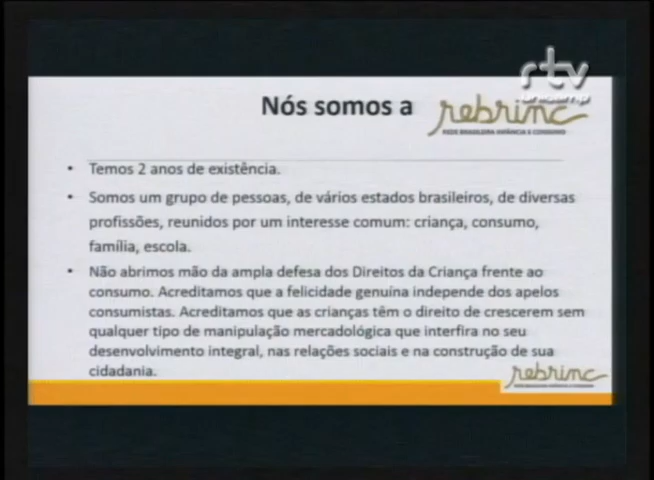 rtv
unicamp
Nós somos a rebrinc
REDE BRASILEIRA INFÂNCIA E CONSUMO
• Temos 2 anos de existência.
• Somos um grupo de pessoas, de vários estados brasileiros, de diversas
profissões, reunidos por um interesse comum: criança, consumo,
família, escola.
• Não abrimos mão da ampla defesa dos Direitos da Criança frente ao
consumo. Acreditamos que a felicidade genuína independe dos apelos
consumistas. Acreditamos que as crianças têm o direito de crescerem sem
qualquer tipo de manipulação mercadológica que interfira no seu
desenvolvimento integral, nas relações sociais e na construção de sua
cidadania.
rebrinc